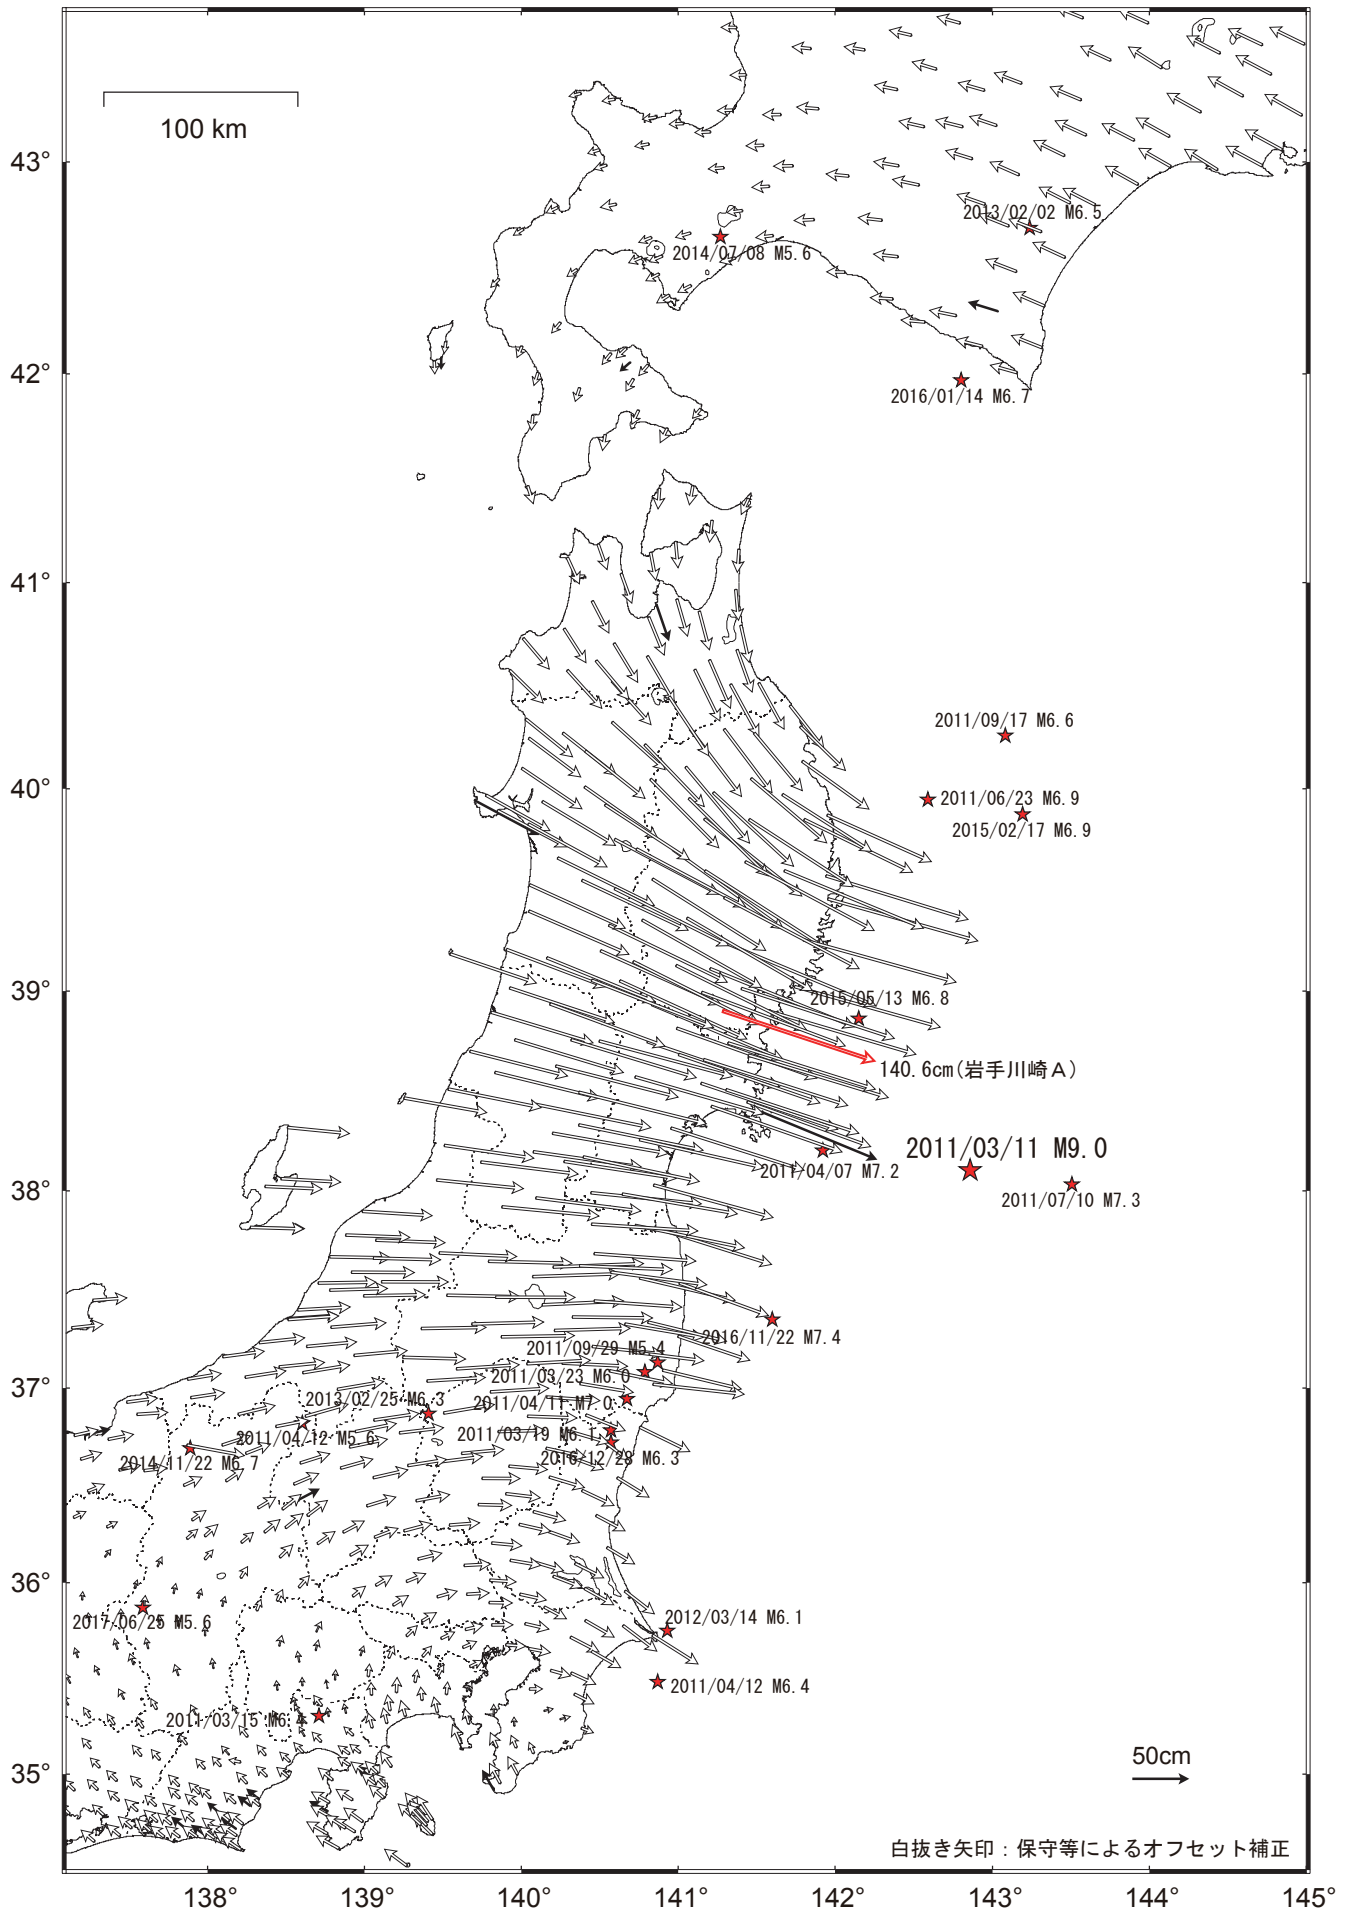 100 km
43°
2013/02/02 M6.5
2014/07/08 M5.6
42°
2016/01/14 M6.7
41°
2011/09/17 M6.6
40°
2011/06/23 M6.9
2015/02/17 M6.9
39°
2015/05/13 M6.8
140.6cm(岩手川崎Ａ)
2011/03/11 M9.0
2011/04/07 M7.2
38°
2011/07/10 M7.3
2016/11/22 M7.4
2011/09/29 M5.4
37°
2011/03/23 M6.0
2013/02/25 M6.3
2011/04/11 M7.0
2011/04/12 M5.6
2011/03/19 M6.1
2014/11/22 M6.7
2016/12/28 M6.3
36°
2017/06/25 M5.6
2012/03/14 M6.1
2011/04/12 M6.4
2011/03/15 M6.4
35°
50cm
白抜き矢印：保守等によるオフセット補正
138° 139° 140° 141° 142° 143° 144° 145°